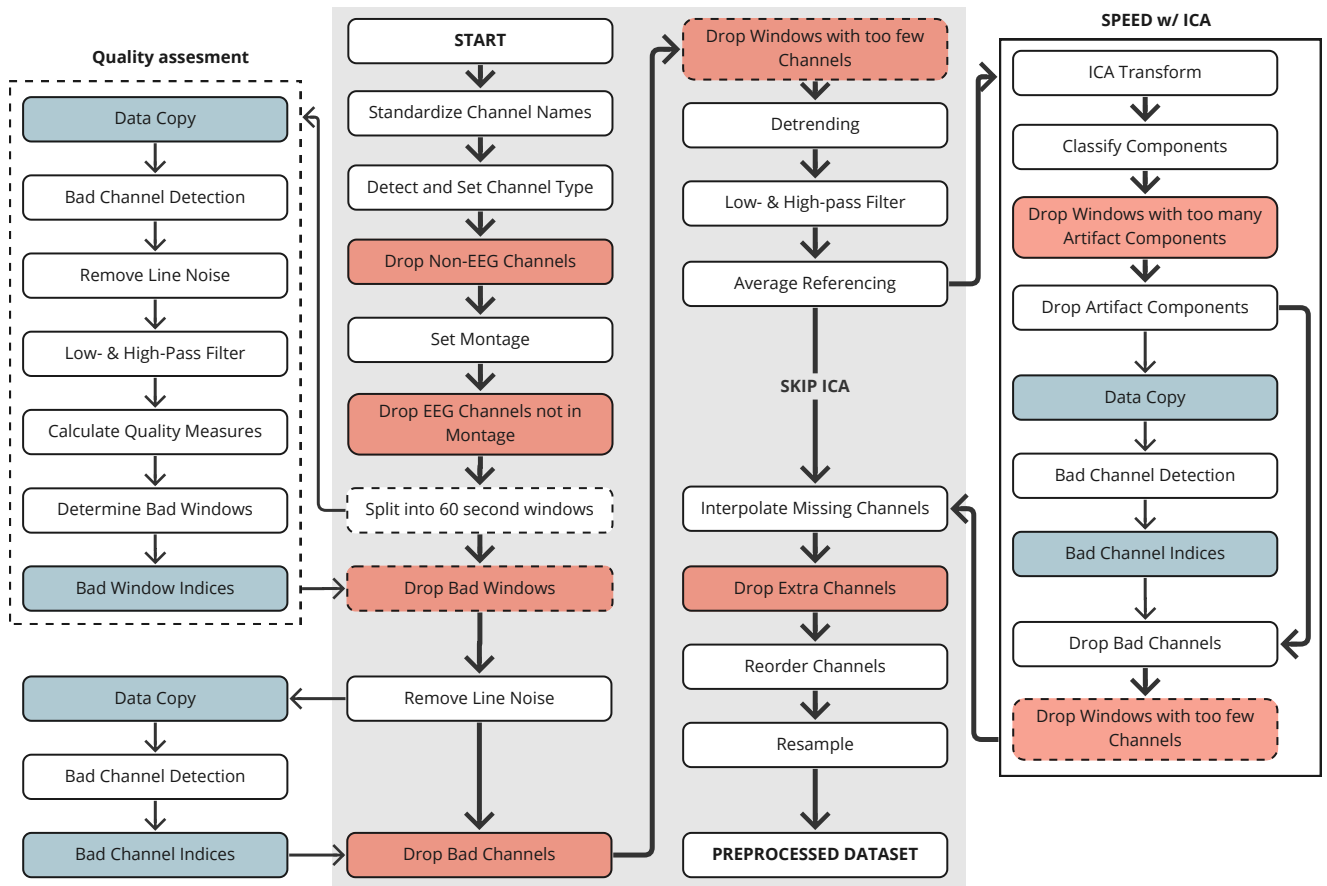 Quality assesment
Data Copy
Bad Channel Detection
Remove Line Noise
Low- & High-Pass Filter
Calculate Quality Measures
Determine Bad Windows
Bad Window Indices
Data Copy
Bad Channel Detection
Bad Channel Indices
START
Standardize Channel Names
Detect and Set Channel Type
Drop Non-EEG Channels
Set Montage
Drop EEG Channels not in
Montage
Split into 60 second windows
Drop Bad Windows
Remove Line Noise
Drop Bad Channels
Drop Windows with too few
Channels
Detrending
Low- & High-pass Filter
Average Referencing
SKIP ICA
Interpolate Missing Channels
Drop Extra Channels
Reorder Channels
Resample
PREPROCESSED DATASET
SPEED w/ ICA
ICA Transform
Classify Components
Drop Windows with too many
Artifact Components
Drop Artifact Components
Data Copy
Bad Channel Detection
Bad Channel Indices
Drop Bad Channels
Drop Windows with too few
Channels